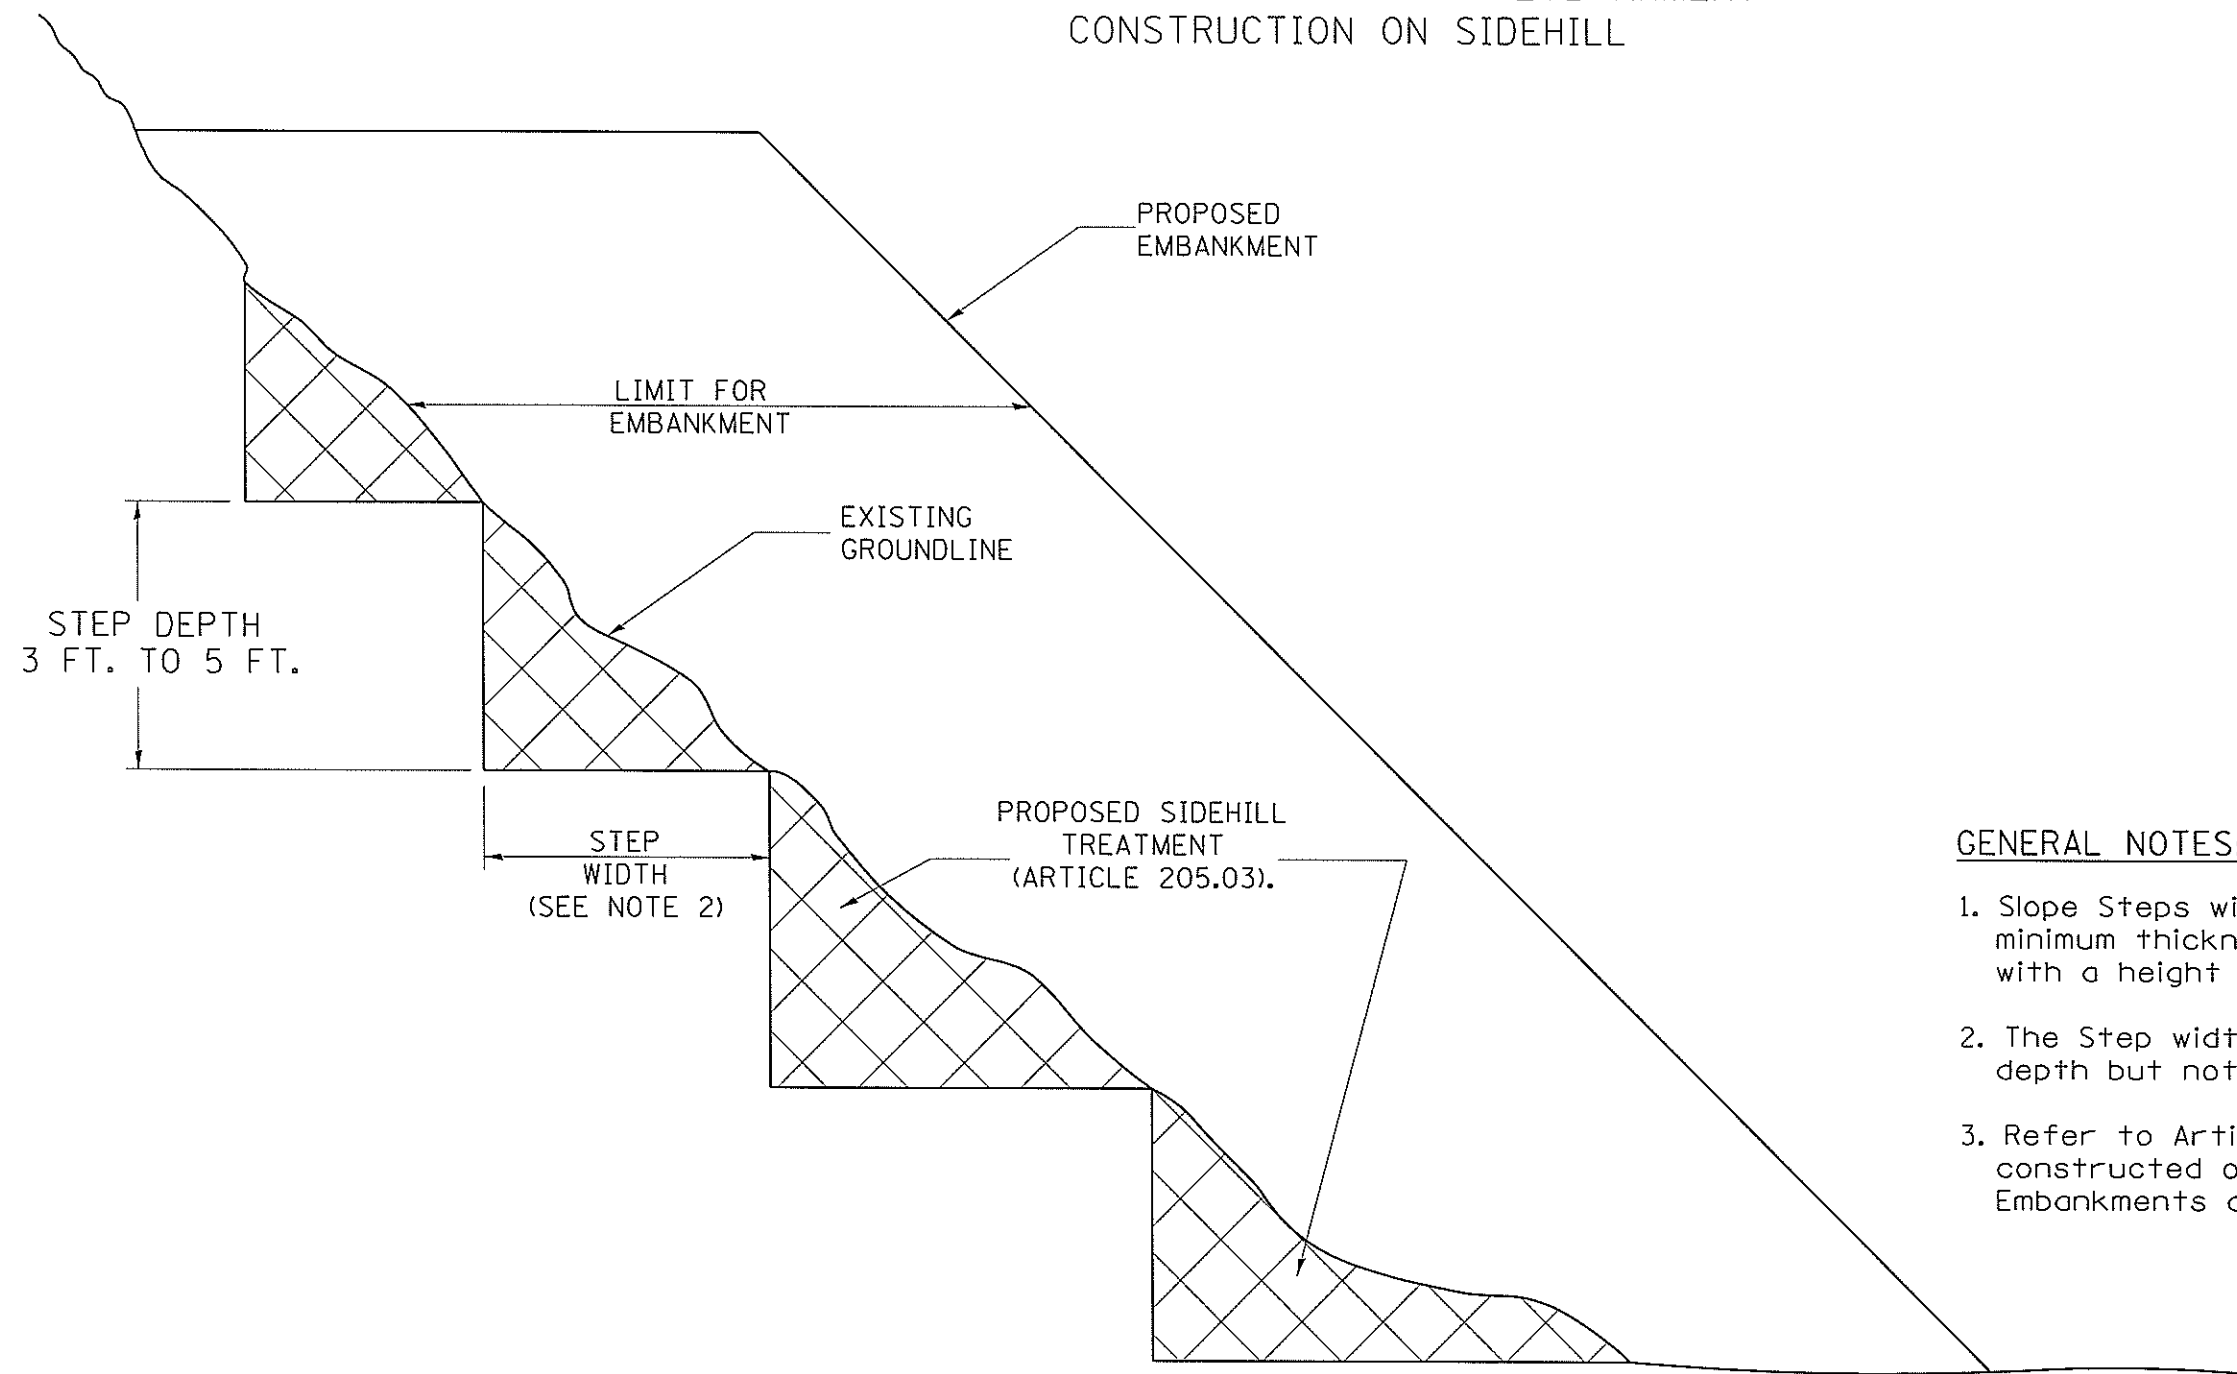 CONSTRUCTION ON SIDEHILL
PROPOSED
EMBANKMENT
LIMIT FOR
EMBANKMENT
EXISTING
GROUNDLINE
STEP DEPTH
3 FT. TO 5 FT.
STEP
WIDTH
(SEE NOTE 2)
PROPOSED SIDEHILL
TREATMENT
(ARTICLE 205.03).
GENERAL NOTES
1. Slope Steps
minimum
with a height
2. The Step
depth but not
3. Refer to
constructed
Embankments